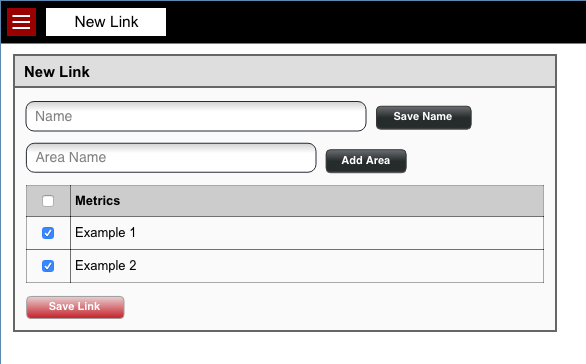 New Link
New Link
Name
Save Name
Area Name
Add Area
Metrics
Example 1
Example 2
Save Link